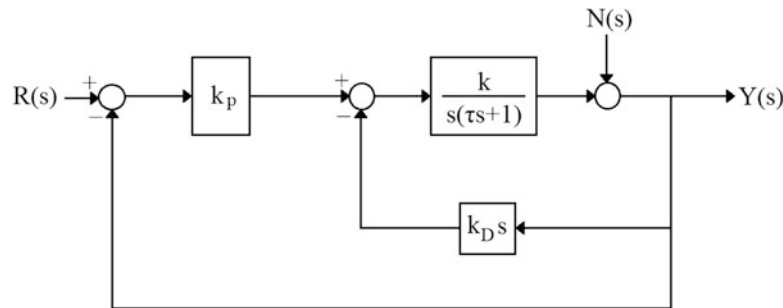 N(s)
R(s)
+
−
k_p
+
−
k
s(τs+1)
Y(s)
k_D s